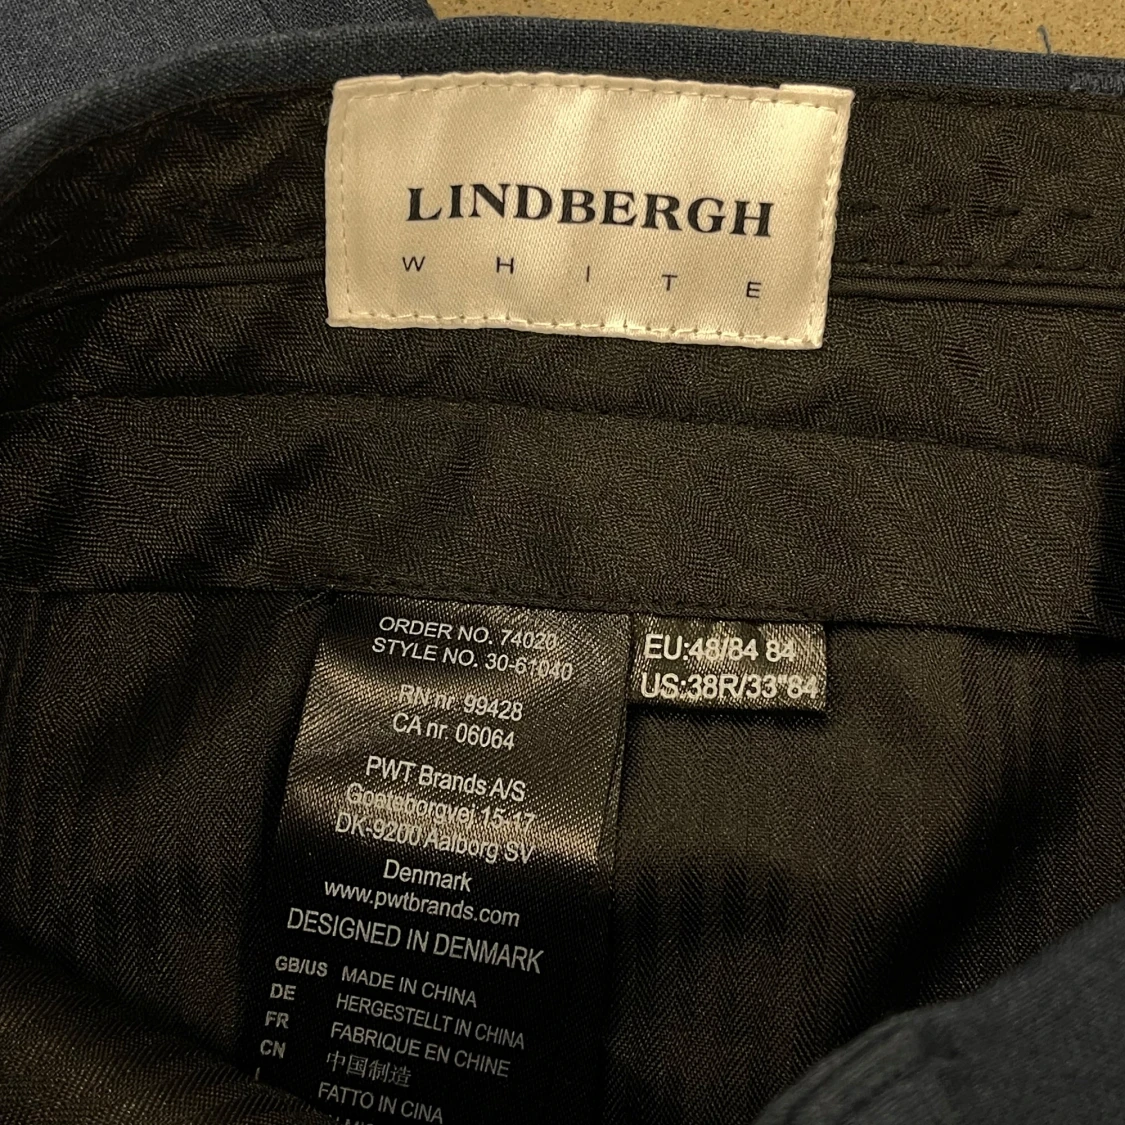 LINDBERGH
WHITE
ORDER NO. 74020
STYLE NO. 30-61040
RN nr 99428
CA nr 06064
PWT Brands A/S
Goeteborgvej 15-17
DK-9200 Aalborg SV
Denmark
www.pwtbrands.com
DESIGNED IN DENMARK
GB/US MADE IN CHINA
DE HERGESTELLT IN CHINA
FR FABRIQUE EN CHINE
CN 中国制造
FATTO IN CINA
EU:48/84 84
US:38R/33"84